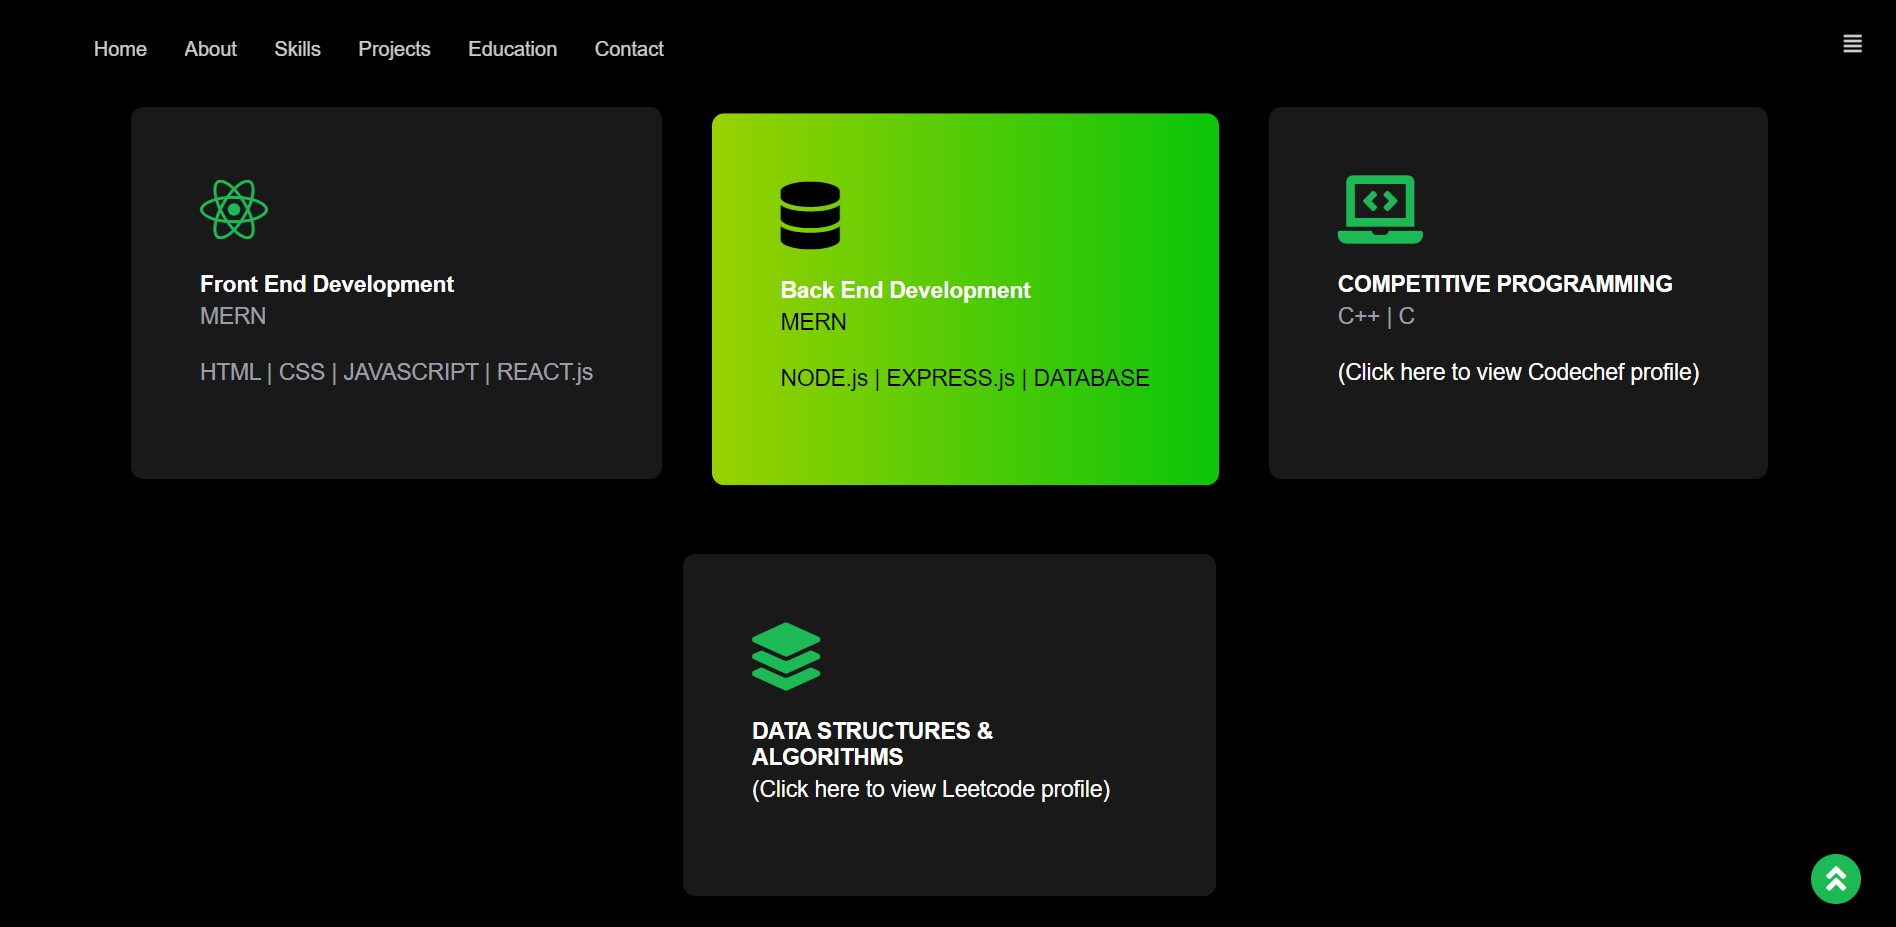 Home About Skills Projects Education Contact
Front End Development
MERN
HTML | CSS | JAVASCRIPT | REACT.js
Back End Development
MERN
NODE.js | EXPRESS.js | DATABASE
COMPETITIVE PROGRAMMING
C++ | C
(Click here to view Codechef profile)
DATA STRUCTURES &
ALGORITHMS
(Click here to view Leetcode profile)